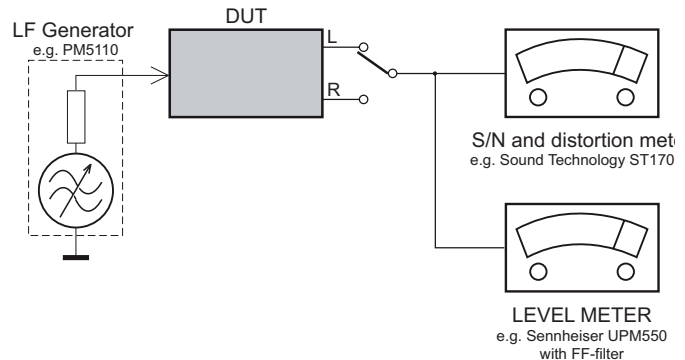 LF Generator
e.g. PM5110
DUT
L
R
S/N and distortion mete
e.g. Sound Technology ST170
LEVEL METER
e.g. Sennheiser UPM550
with FF-filter